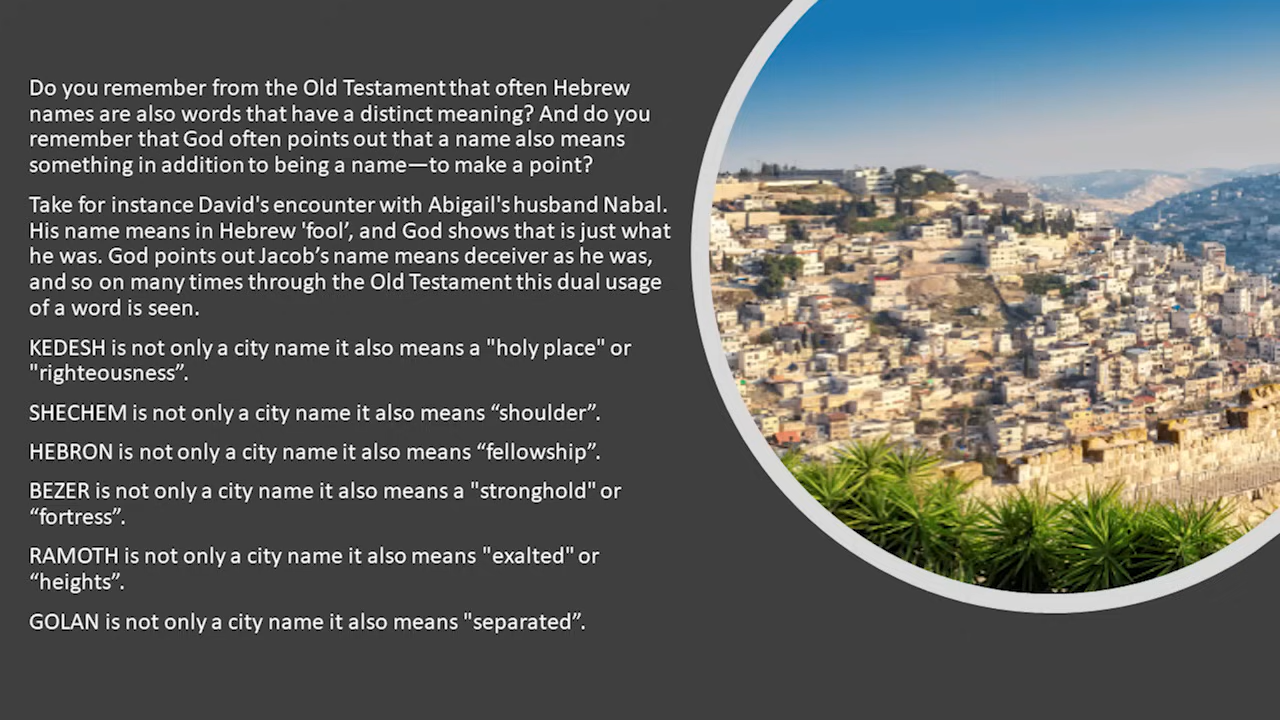 Do you remember from the Old Testament that often Hebrew
names are also words that have a distinct meaning? And do you
remember that God often points out that a name also means
something in addition to being a name—to make a point?
Take for instance David's encounter with Abigail's husband Nabal.
His name means in Hebrew 'fool’, and God shows that is just what
he was. God points out Jacob’s name means deceiver as he was,
and so on many times through the Old Testament this dual usage
of a word is seen.
KEDESH is not only a city name it also means a "holy place" or
"righteousness”.
SHECHEM is not only a city name it also means “shoulder”.
HEBRON is not only a city name it also means “fellowship”.
BEZER is not only a city name it also means a "stronghold" or
“fortress”.
RAMOTH is not only a city name it also means "exalted" or
“heights”.
GOLAN is not only a city name it also means "separated”.